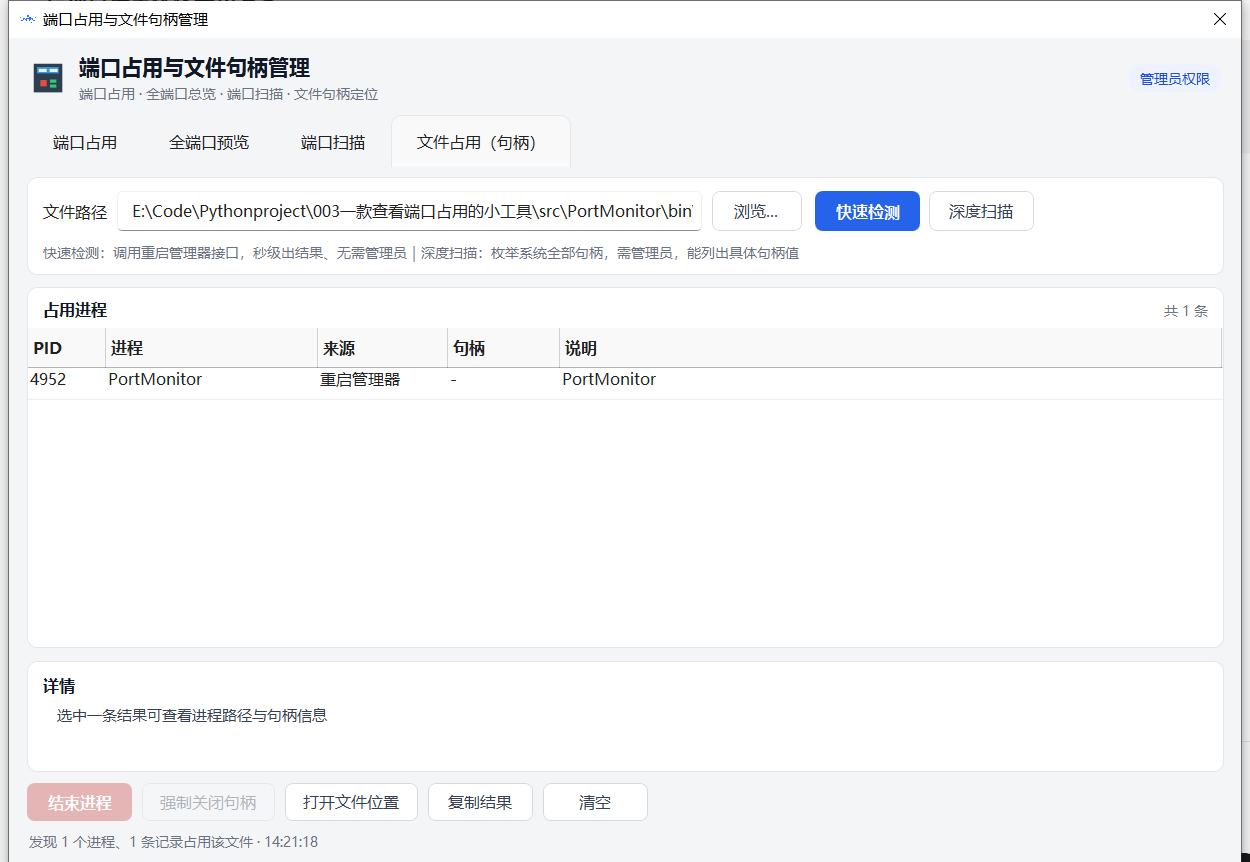 端口占用与文件句柄管理
端口占用与文件句柄管理
端口占用 · 全端口总览 · 端口扫描 · 文件句柄定位
管理员权限
端口占用 全端口预览 端口扫描 文件占用（句柄）
文件路径 E:\Code\Pythonproject\003一款查看端口占用的小工具\src\PortMonitor\bin\ 浏览... 快速检测 深度扫描
快速检测：调用重启管理器接口，秒级出结果、无需管理员 | 深度扫描：枚举系统全部句柄，需管理员，能列出具体句柄值
占用进程 共 1 条
PID 进程 来源 句柄 说明
4952 PortMonitor 重启管理器 - PortMonitor
详情
选中一条结果可查看进程路径与句柄信息
结束进程 强制关闭句柄 打开文件位置 复制结果 清空
发现 1 个进程、1 条记录占用该文件 · 14:21:18